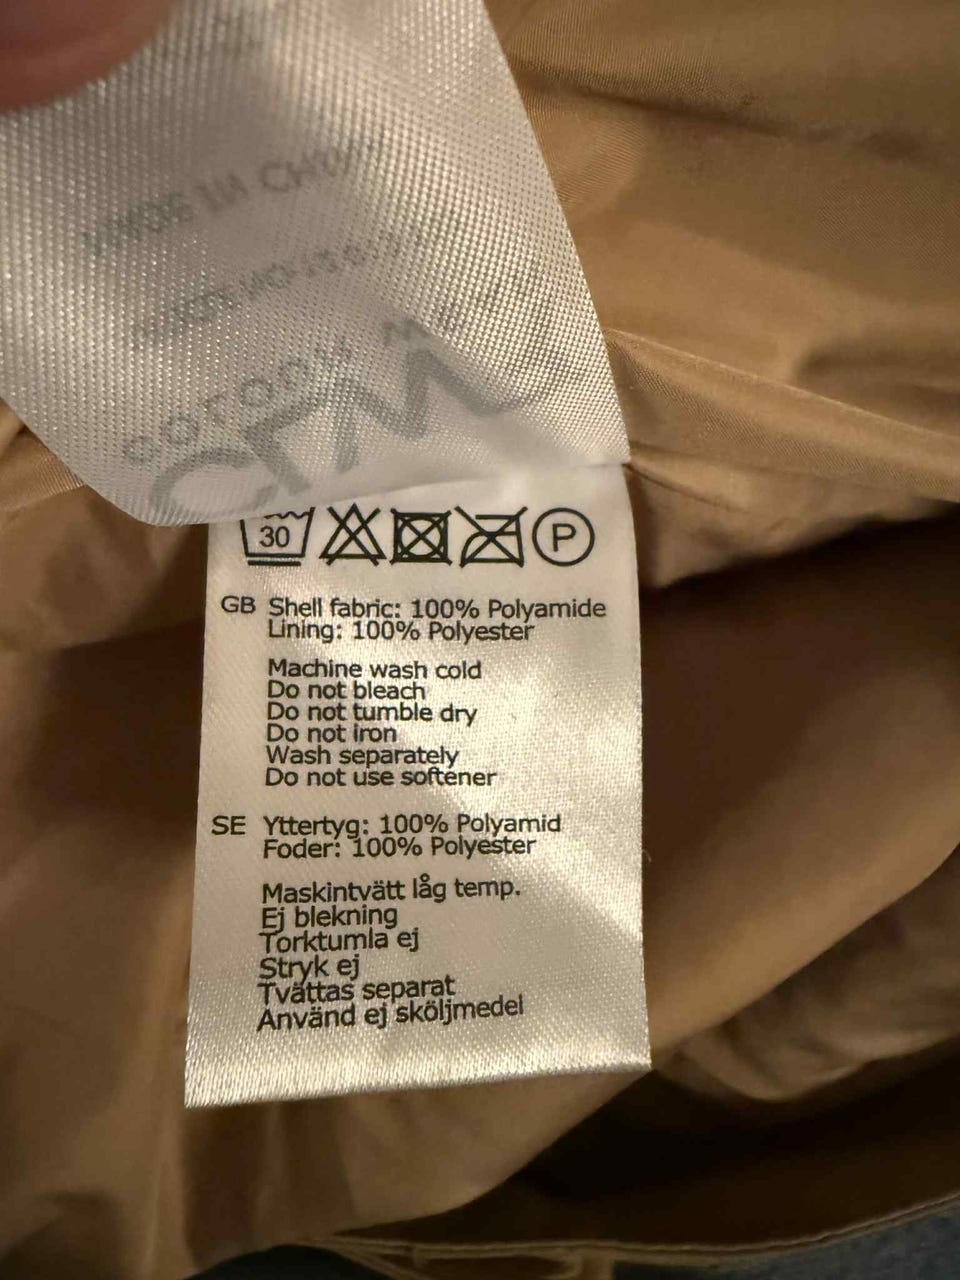 30
P
GB Shell fabric: 100% Polyamide
Lining: 100% Polyester
Machine wash cold
Do not bleach
Do not tumble dry
Do not iron
Wash separately
Do not use softener
SE Yttertyg: 100% Polyamid
Foder: 100% Polyester
Maskintvätt låg temp.
Ej blekning
Torktumla ej
Stryk ej
Tvättas separat
Använd ej sköljmedel